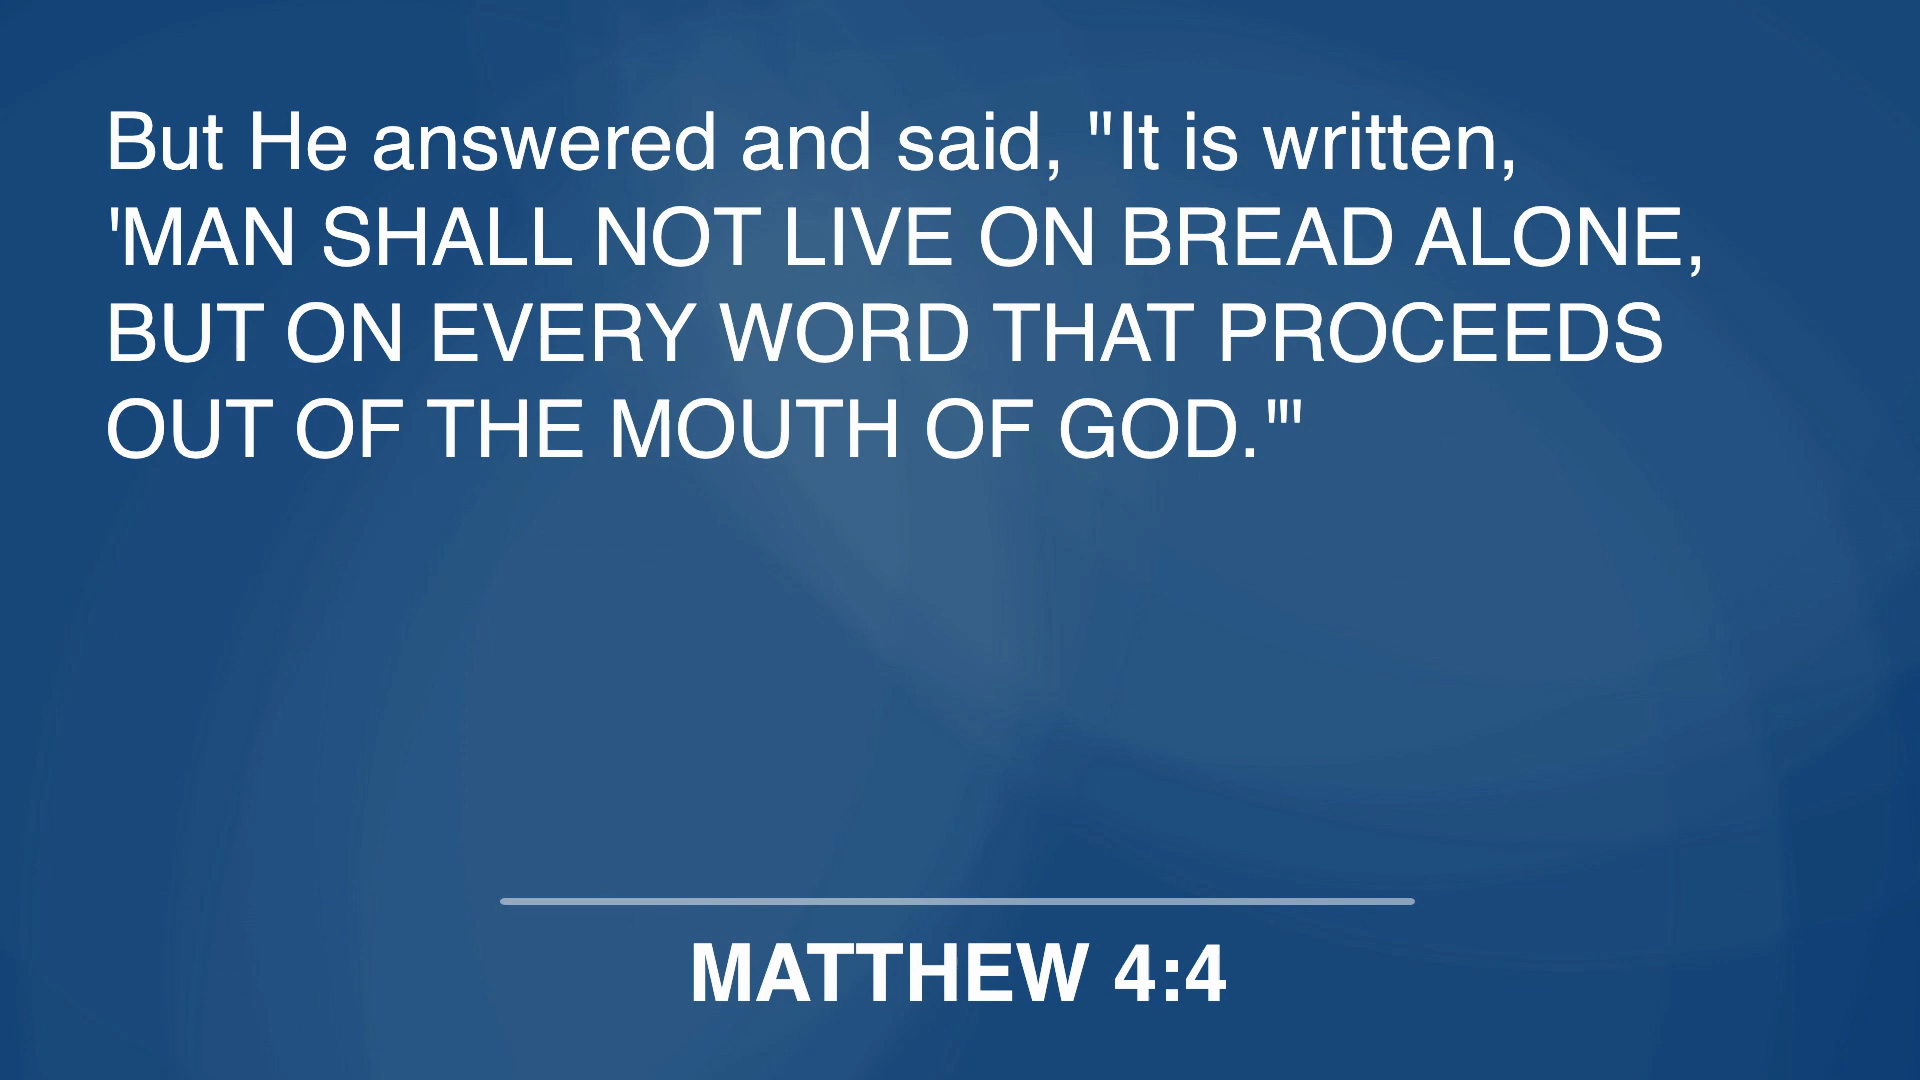 But He answered and said, "It is written,
'MAN SHALL NOT LIVE ON BREAD ALONE,
BUT ON EVERY WORD THAT PROCEEDS
OUT OF THE MOUTH OF GOD.'"
MATTHEW 4:4